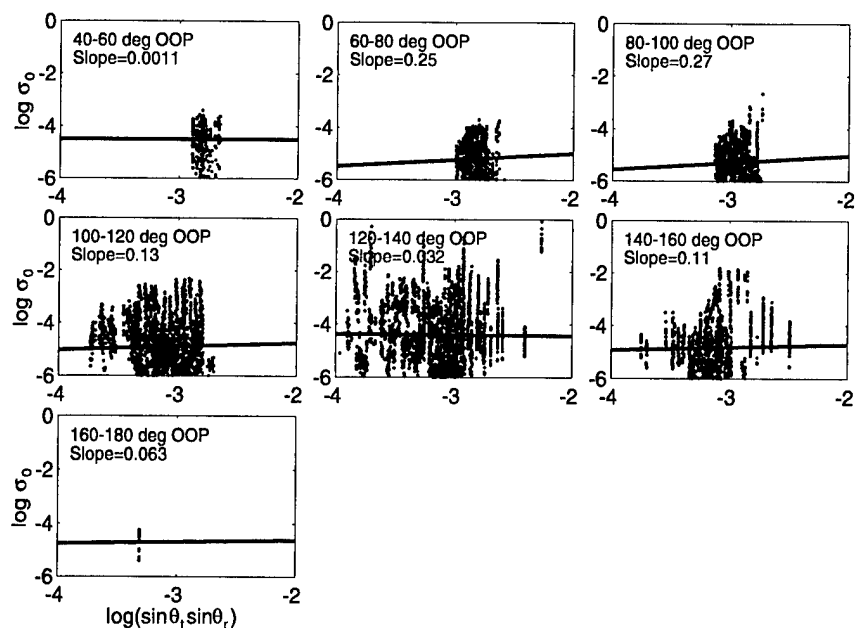 0
-2
-4
-6
log σ₀
40-60 deg OOP
Slope=0.0011
-4
-3
-2
0
-2
-4
-6
60-80 deg OOP
Slope=0.25
-4
-3
-2
0
-2
-4
-6
80-100 deg OOP
Slope=0.27
-4
-3
-2
0
-2
-4
-6
log σ₀
100-120 deg OOP
Slope=0.13
-4
-3
-2
0
-2
-4
-6
120-140 deg OOP
Slope=0.032
-4
-3
-2
0
-2
-4
-6
140-160 deg OOP
Slope=0.11
-4
-3
-2
0
-2
-4
-6
log σ₀
160-180 deg OOP
Slope=0.063
-4
-3
-2
log(sinθₜsinθᵣ)